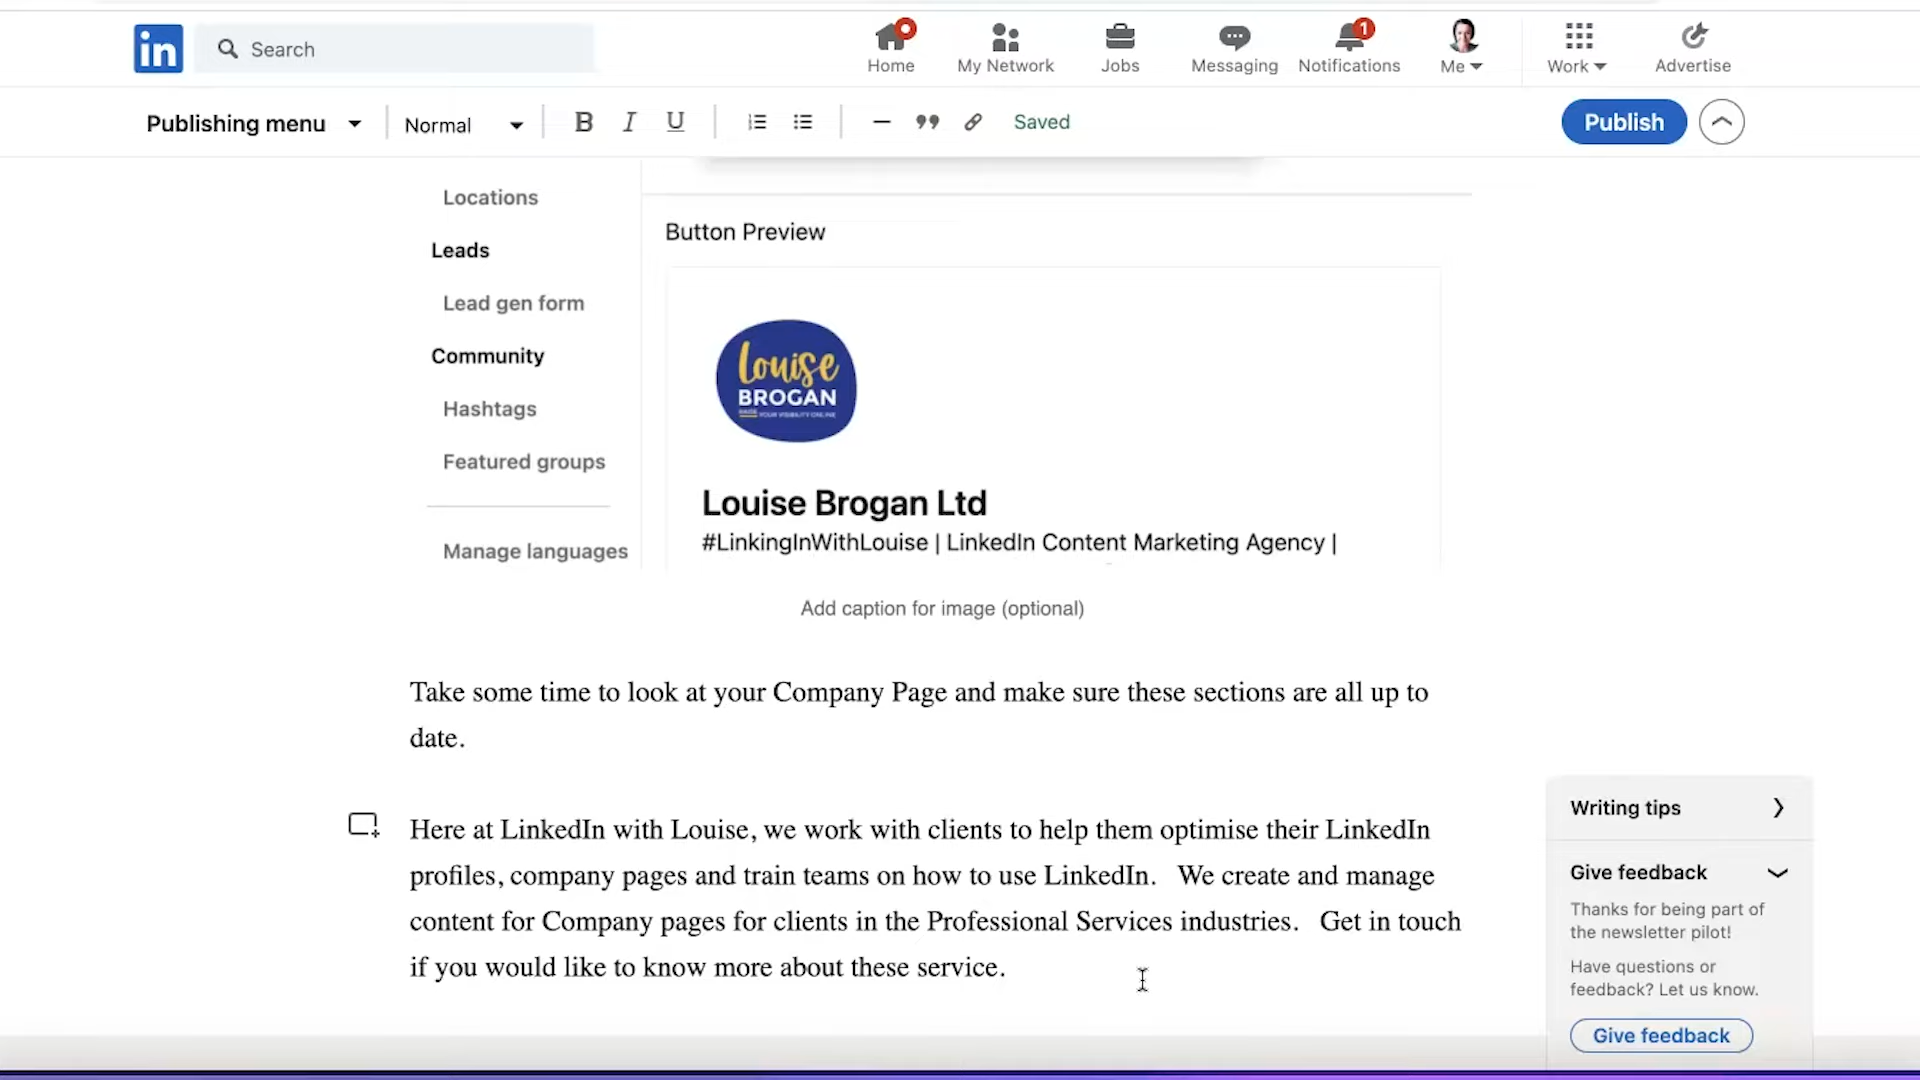 in
Search
Home
My Network
Jobs
Messaging
1
Notifications
Me
Work
Advertise
Publishing menu
Normal
B I U
Saved
Publish
Locations
Leads
Lead gen form
Community
Hashtags
Featured groups
Manage languages
Button Preview
Louise
BROGAN
RAISE YOUR VISIBILITY ONLINE
Louise Brogan Ltd
#LinkingInWithLouise | LinkedIn Content Marketing Agency |
Add caption for image (optional)
Take some time to look at your Company Page and make sure these sections are all up to
date.
Here at LinkedIn with Louise, we work with clients to help them optimise their LinkedIn
profiles, company pages and train teams on how to use LinkedIn.   We create and manage
content for Company pages for clients in the Professional Services industries.   Get in touch
if you would like to know more about these service.
Writing tips
Give feedback
Thanks for being part of
the newsletter pilot!
Have questions or
feedback? Let us know.
Give feedback